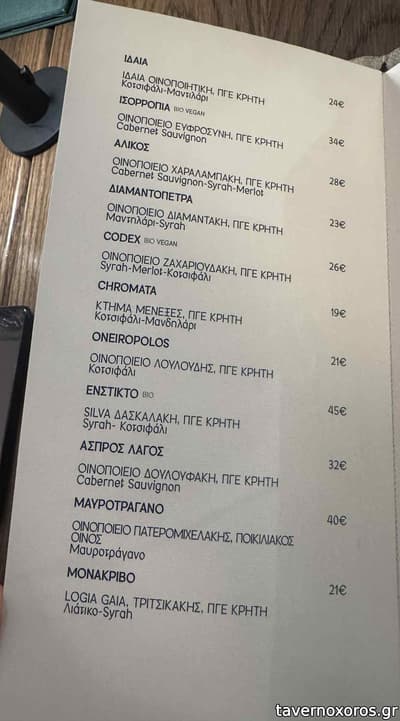 ΙΔΑΙΑ
ΙΔΑΙΑ ΟΙΝΟΠΟΙΗΤΙΚΗ, ΠΓΕ ΚΡΗΤΗ 24€
Κοτσιφάλι-Μαντιλάρι
ΙΣΟΡΡΟΠΙΑ BIO VEGAN
ΟΙΝΟΠΟΙΕΙΟ ΕΥΦΡΟΣΥΝΗ, ΠΓΕ ΚΡΗΤΗ 34€
Cabernet Sauvignon
ΑΛΙΚΟΣ
ΟΙΝΟΠΟΙΕΙΟ ΧΑΡΑΛΑΜΠΑΚΗ, ΠΓΕ ΚΡΗΤΗ 28€
Cabernet Sauvignon-Syrah-Merlot
ΔΙΑΜΑΝΤΟΠΕΤΡΑ
ΟΙΝΟΠΟΙΕΙΟ ΔΙΑΜΑΝΤΑΚΗ, ΠΓΕ ΚΡΗΤΗ 23€
Μαντηλάρι-Syrah
CODEX BIO VEGAN
ΟΙΝΟΠΟΙΕΙΟ ΖΑΧΑΡΙΟΥΔΑΚΗ, ΠΓΕ ΚΡΗΤΗ 26€
Syrah-Merlot-Κοτσιφάλι
CHROMATA
ΚΤΗΜΑ ΜΕΝΕΞΕΣ, ΠΓΕ ΚΡΗΤΗ 19€
Κοτσιφάλι-Μανδηλάρι
ONEIROPOLOS
ΟΙΝΟΠΟΙΕΙΟ ΛΟΥΛΟΥΔΗΣ, ΠΓΕ ΚΡΗΤΗ 21€
Κοτσιφάλι
ΕΝΣΤΙΚΤΟ BIO
SILVA ΔΑΣΚΑΛΑΚΗ, ΠΓΕ ΚΡΗΤΗ 45€
Syrah- Κοτσιφάλι
ΑΣΠΡΟΣ ΛΑΓΟΣ
ΟΙΝΟΠΟΙΕΙΟ ΔΟΥΛΟΥΦΑΚΗ, ΠΓΕ ΚΡΗΤΗ 32€
Cabernet Sauvignon
ΜΑΥΡΟΤΡΑΓΑΝΟ
ΟΙΝΟΠΟΙΕΙΟ ΠΑΤΕΡΟΜΙΧΕΛΑΚΗΣ, ΠΟΙΚΙΛΙΑΚΟΣ 40€
ΟΙΝΟΣ
Μαυροτράγανο
ΜΟΝΑΚΡΙΒΟ
LOGIA GAIA, ΤΡΙΤΣΙΚΑΚΗΣ, ΠΓΕ ΚΡΗΤΗ 21€
Λιάτικο-Syrah
tavernoxoros.gr